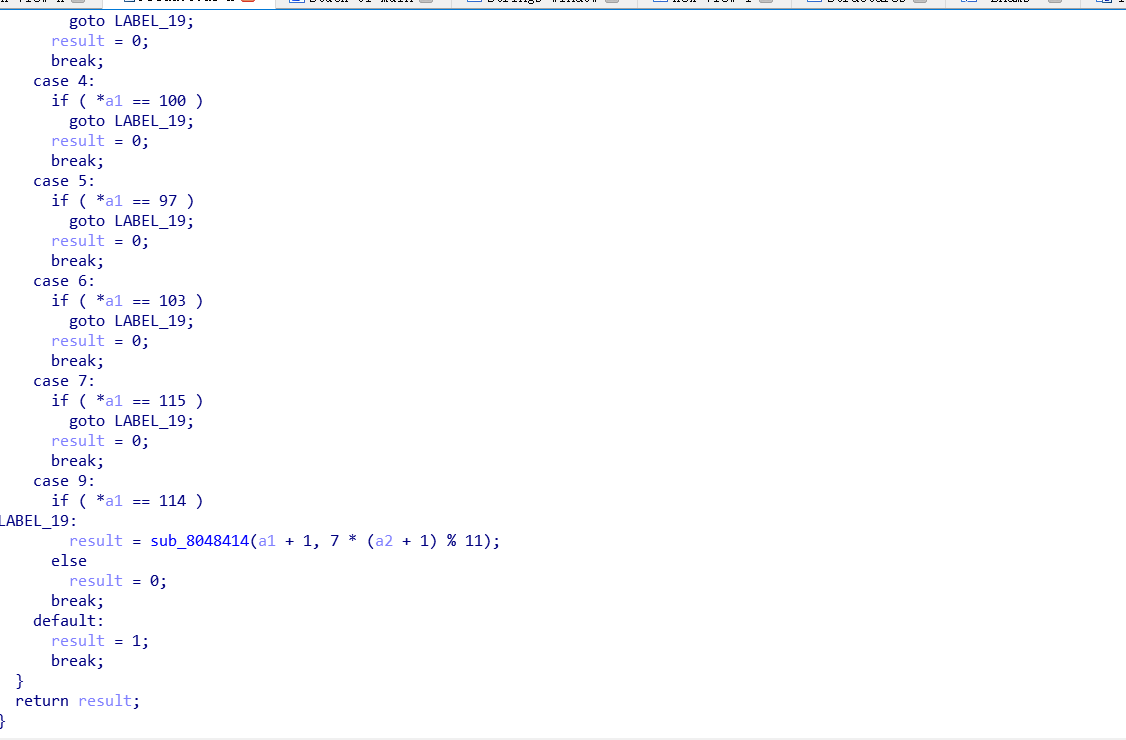 goto LABEL_19;
result = 0;
break;
case 4:
if ( *a1 == 100 )
goto LABEL_19;
result = 0;
break;
case 5:
if ( *a1 == 97 )
goto LABEL_19;
result = 0;
break;
case 6:
if ( *a1 == 103 )
goto LABEL_19;
result = 0;
break;
case 7:
if ( *a1 == 115 )
goto LABEL_19;
result = 0;
break;
case 9:
if ( *a1 == 114 )
LABEL_19:
result = sub_8048414(a1 + 1, 7 * (a2 + 1) % 11);
else
result = 0;
break;
default:
result = 1;
break;
}
return result;
}